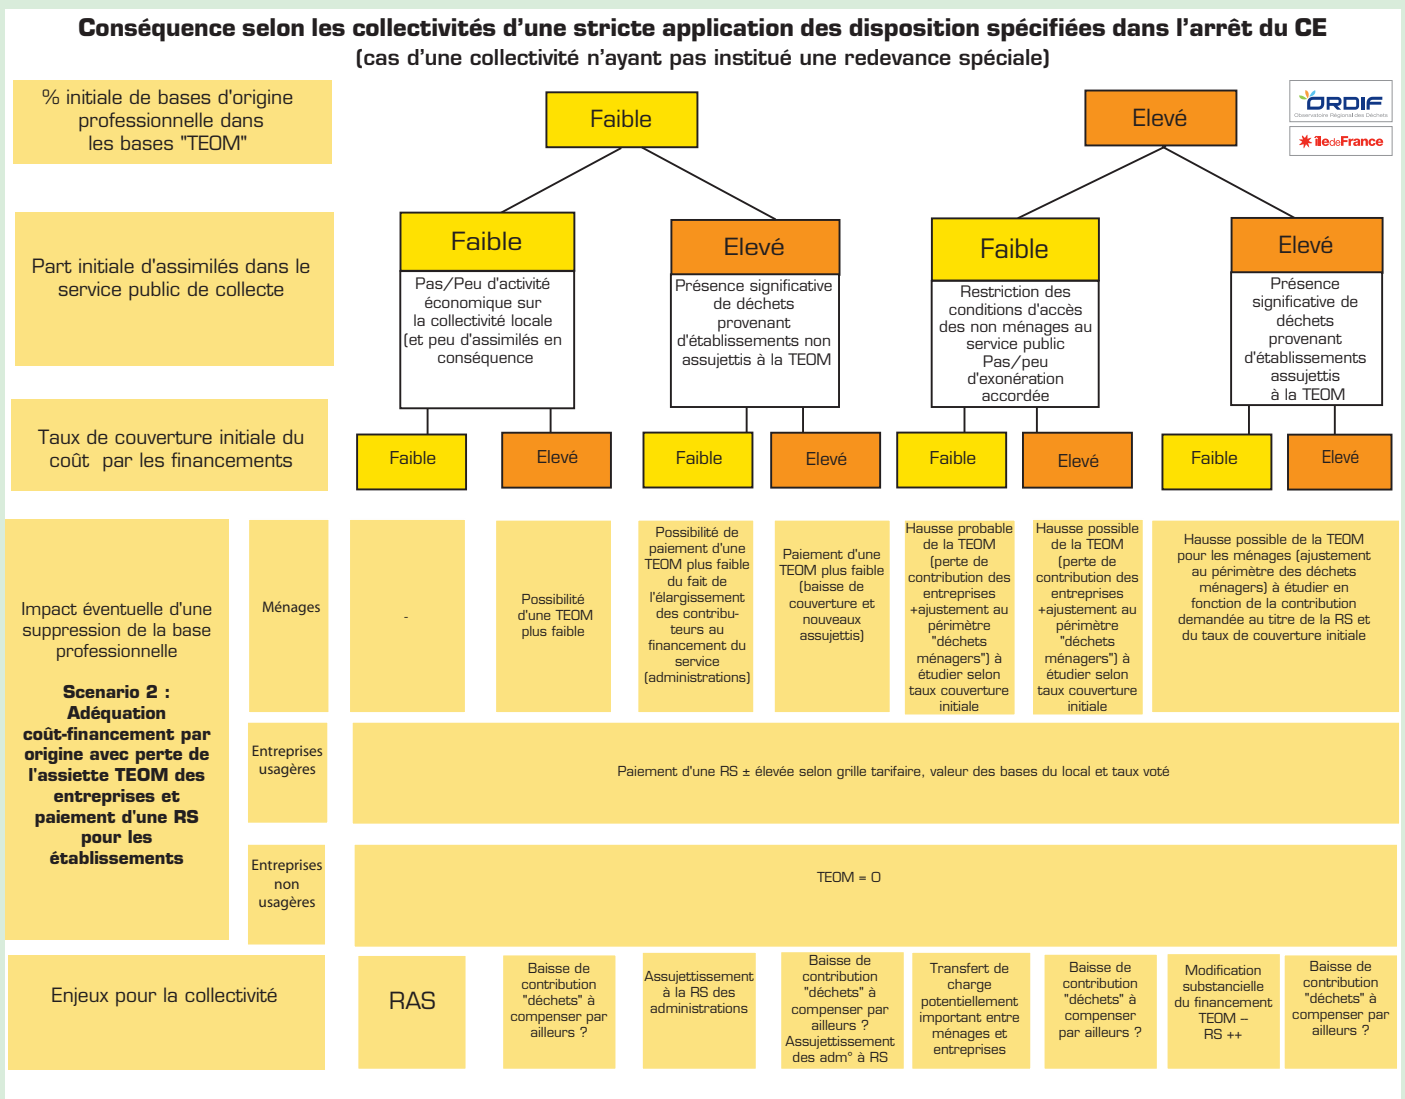 Conséquence selon les collectivités d'une stricte application des disposition spécifiées dans l'arrêt du CE
(cas d'une collectivité n'ayant pas institué une redevance spéciale)
% initiale de bases d'origine
professionnelle dans
les bases "TEOM"
Faible
Elevé
ORDIF
Observatoire Régional des Déchets
îledeFrance
Part initiale d'assimilés dans le
service public de collecte
Faible
Pas/Peu d'activité
économique sur
la collectivité locale
(et peu d'assimilés en
conséquence
Elevé
Présence significative
de déchets
provenant
d'établissements non
assujettis à la TEOM
Faible
Restriction des
conditions d'accès
des non ménages au
service public
Pas/peu
d'exonération
accordée
Elevé
Présence
significative de
déchets
provenant
d'établissements
assujettis
à la TEOM
Taux de couverture initiale du
coût par les financements
Faible
Elevé
Faible
Elevé
Faible
Elevé
Faible
Elevé
Impact éventuelle d'une
suppression de la base
professionnelle
Scenario 2 :
Adéquation
coût-financement par
origine avec perte de
l'assiette TEOM des
entreprises et
paiement d'une RS
pour les
établissements
Ménages
-
Possibilité
d'une TEOM
plus faible
Possibilité de
paiement d'une
TEOM plus faible
du fait de
l'élargissement
des contribu-
teurs au
financement du
service
(administrations)
Paiement d'une
TEOM plus faible
(baisse de
couverture et
nouveaux
assujettis)
Hausse probable
de la TEOM
(perte de
contribution des
entreprises
+ajustement au
périmètre
"déchets
ménagers") à
étudier selon
taux couverture
initiale
Hausse possible
de la TEOM
(perte de
contribution des
entreprises
+ajustement au
périmètre
"déchets
ménagers") à
étudier selon
taux couverture
initiale
Hausse possible de la TEOM
pour les ménages (ajustement
au périmètre des déchets
ménagers) à étudier en
fonction de la contribution
demandée au titre de la RS et
du taux de couverture initiale
Entreprises
usagères
Paiement d'une RS ± élevée selon grille tarifaire, valeur des bases du local et taux voté
Entreprises
non
usagères
TEOM = 0
Enjeux pour la collectivité
RAS
Baisse de
contribution
"déchets" à
compenser par
ailleurs ?
Assujettissement
à la RS des
administrations
Baisse de
contribution
"déchets" à
compenser par
ailleurs ?
Assujettissement
des adm° à RS
Transfert de
charge
potentiellement
important entre
ménages et
entreprises
Baisse de
contribution
"déchets" à
compenser
par ailleurs ?
Modification
substancielle
du financement
TEOM –
RS ++
Baisse de
contribution
"déchets" à
compenser par
ailleurs ?